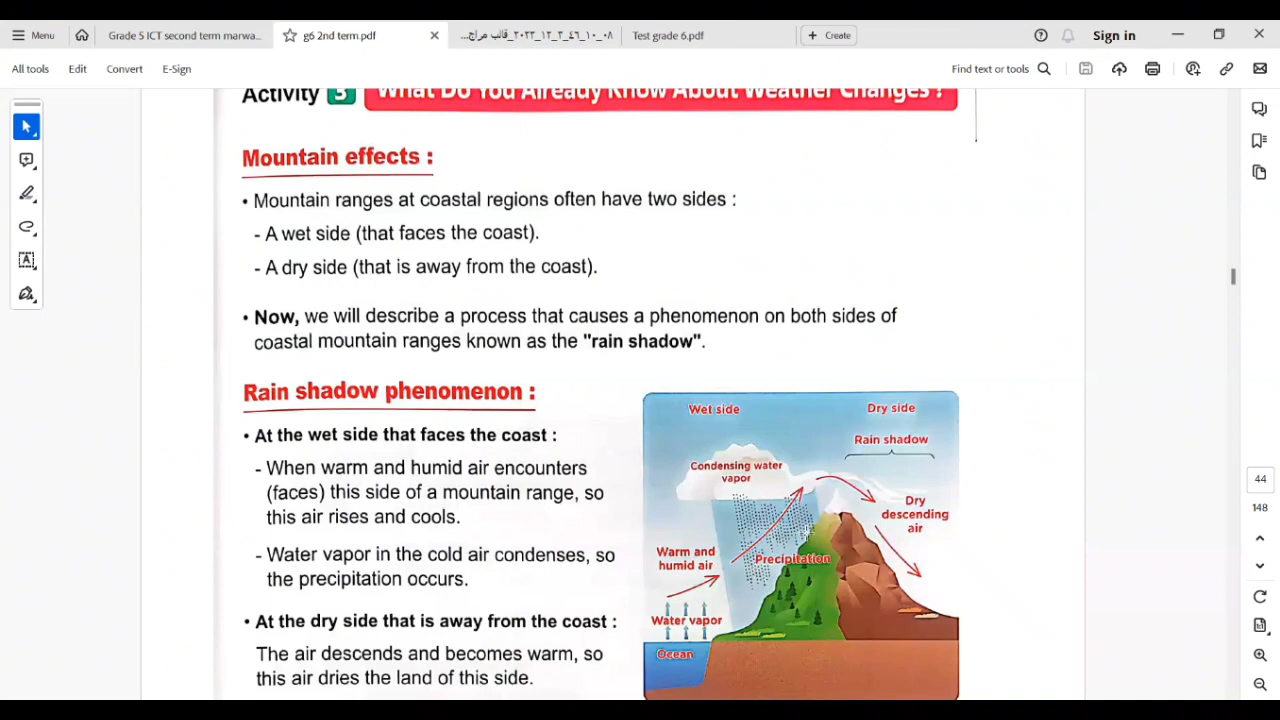 Menu
Grade 5 ICT second term marwa...
g6 2nd term.pdf
...قالب مراج_٢٠٢٣_١٢_٣_٤٦_١٠_٠٨
Test grade 6.pdf
Create
Sign in
All tools
Edit
Convert
E-Sign
Find text or tools
Activity 3 What Do You Already Know About Weather Changes?
Mountain effects :
• Mountain ranges at coastal regions often have two sides :
- A wet side (that faces the coast).
- A dry side (that is away from the coast).
• Now, we will describe a process that causes a phenomenon on both sides of
coastal mountain ranges known as the "rain shadow".
Rain shadow phenomenon :
• At the wet side that faces the coast :
- When warm and humid air encounters
(faces) this side of a mountain range, so
this air rises and cools.
- Water vapor in the cold air condenses, so
the precipitation occurs.
• At the dry side that is away from the coast :
The air descends and becomes warm, so
this air dries the land of this side.
Wet side
Dry side
Rain shadow
Condensing water
vapor
Dry
descending
air
Warm and
humid air
Precipitation
Water vapor
Ocean
44
148